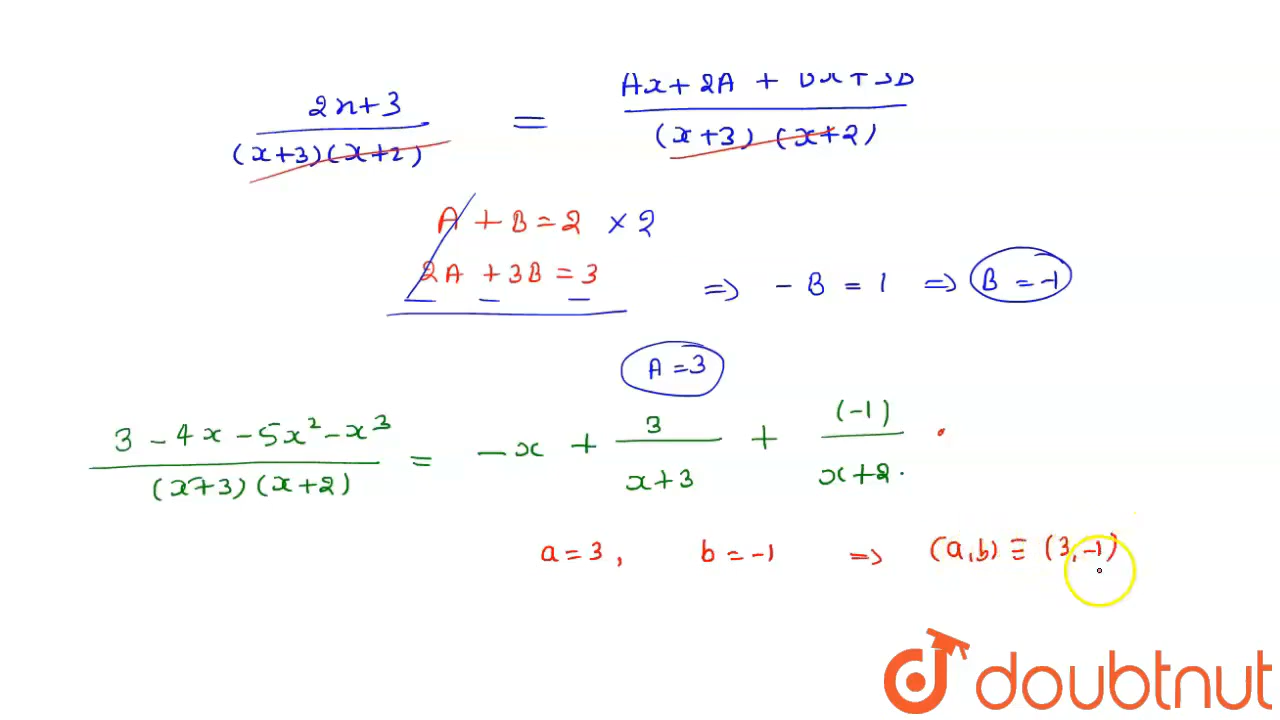 2x+3 / (x+3)(x+2) = Ax+2A + Bx+3B / (x+3)(x+2)
A + B = 2 × 2
2A + 3B = 3 ⇒ - B = 1 ⇒ B = -1
A = 3
3 - 4x - 5x² - x³ / (x+3)(x+2) = - x + 3 / x+3 + (-1) / x+2 .
a = 3 , b = -1 ⇒ (a,b) ≡ (3,-1)
doubtnut